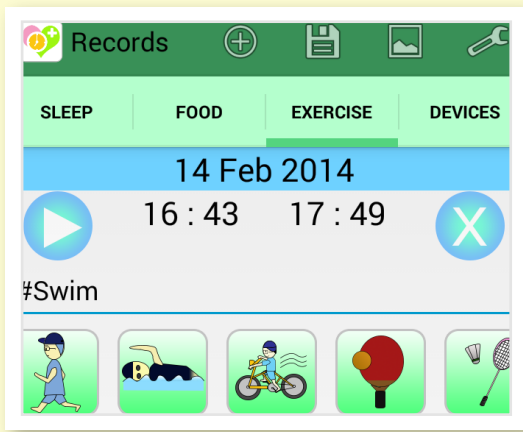 Records
SLEEP FOOD EXERCISE DEVICES
14 Feb 2014
16 : 43 17 : 49
X
#Swim